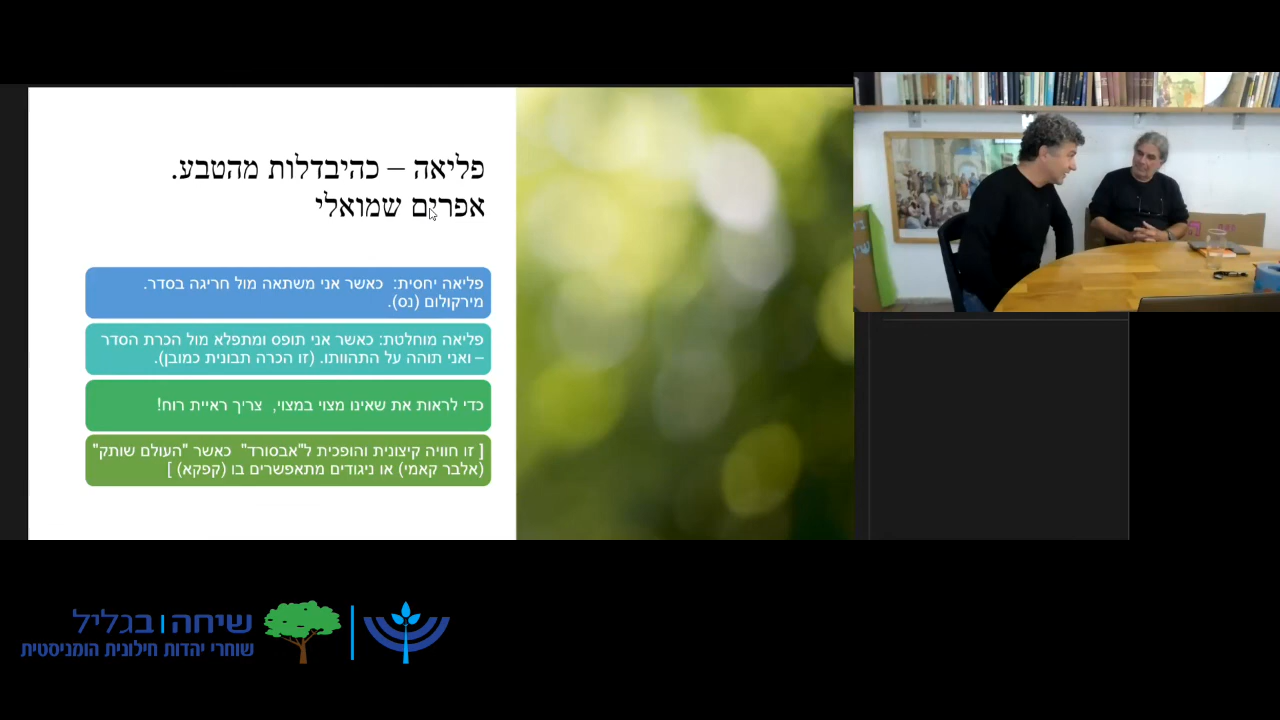 פליאה – כהיבדלות מהטבע.
אפרים שמואלי
פליאה יחסית:  כאשר אני משתאה מול חריגה בסדר.
מירקולום (נס).
פליאה מוחלטת: כאשר אני תופס ומתפלא מול הכרת הסדר
– ואני תוהה על התהוותו. (זו הכרה תבונית כמובן).
כדי לראות את שאינו מצוי במצוי,  צריך ראיית רוח!
[ זו חוויה קיצונית והופכית ל"אבסורד"  כאשר "העולם שותק"
(אלבר קאמי) או ניגודים מתאפשרים בו (קפקא) ]
שיחה | בגליל
שוחרי יהדות חילונית הומניסטית